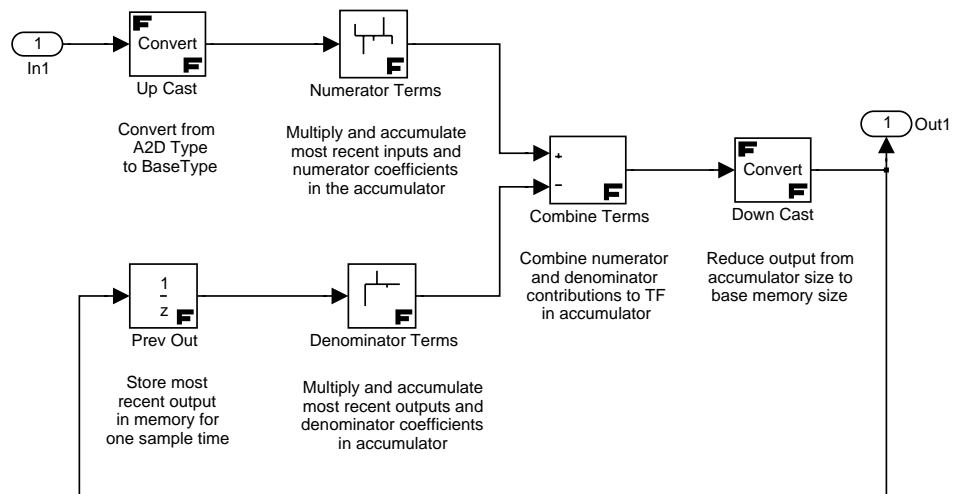 1
In1
F
Convert
F
Up Cast
Convert from
A2D Type
to BaseType
F
Numerator Terms
Multiply and accumulate
most recent inputs and
numerator coefficients
in the accumulator
+
−
F
Combine Terms
Combine numerator
and denominator
contributions to TF
in accumulator
F
Convert
F
Down Cast
Reduce output from
accumulator size to
base memory size
1
Out1
1
z
F
Prev Out
Store most
recent output
in memory for
one sample time
F
Denominator Terms
Multiply and accumulate
most recent outputs and
denominator coefficients
in accumulator